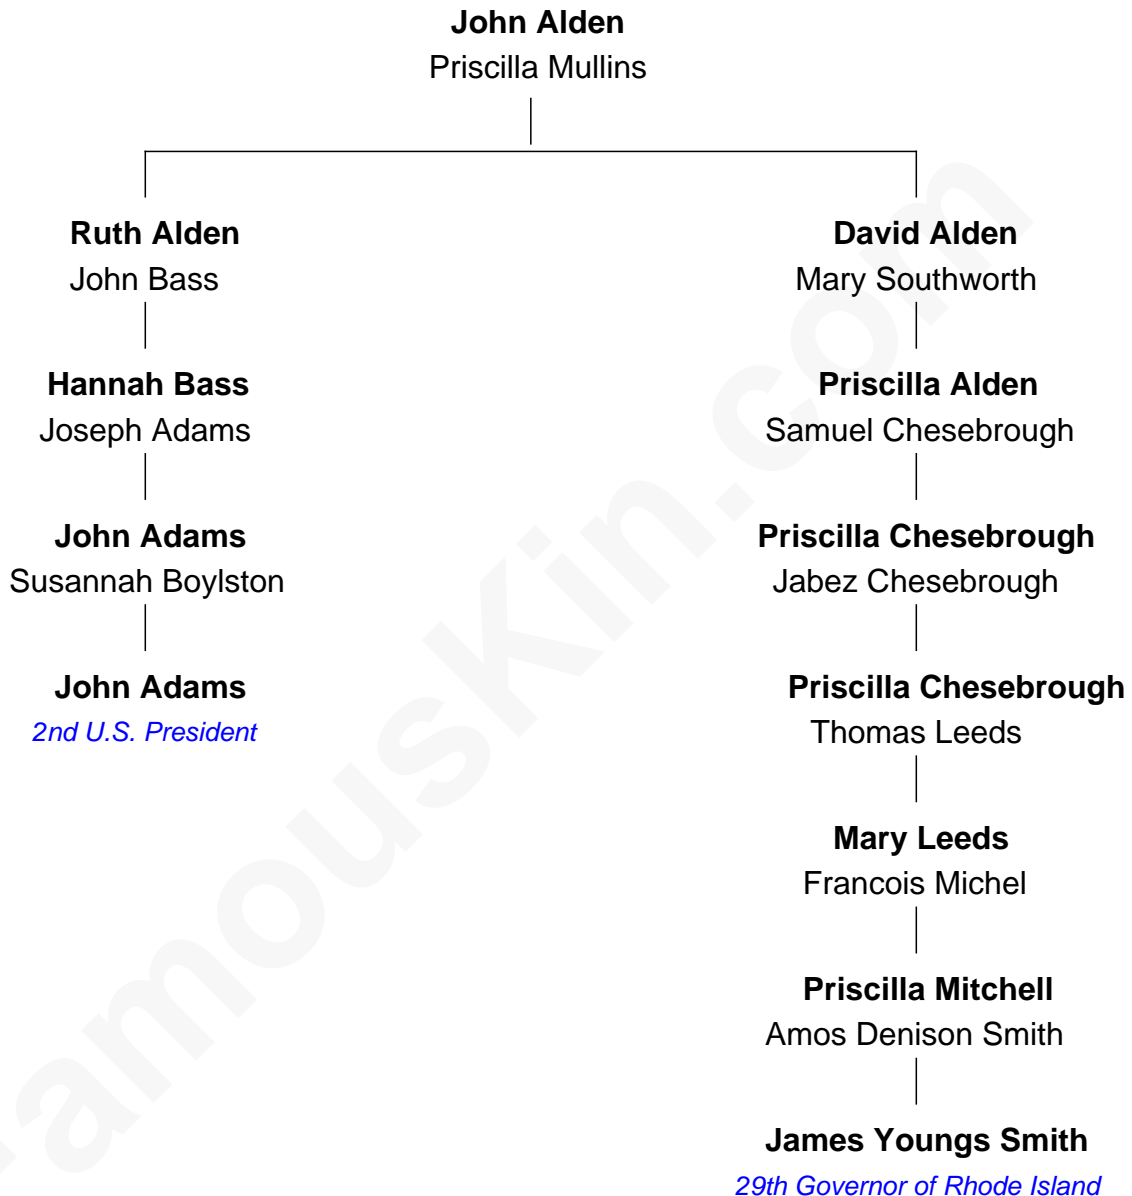 John Alden
Priscilla Mullins
Ruth Alden
John Bass
David Alden
Mary Southworth
Hannah Bass
Joseph Adams
Priscilla Alden
Samuel Chesebrough
John Adams
Susannah Boylston
Priscilla Chesebrough
Jabez Chesebrough
John Adams
2nd U.S. President
Priscilla Chesebrough
Thomas Leeds
Mary Leeds
Francois Michel
Priscilla Mitchell
Amos Denison Smith
James Youngs Smith
29th Governor of Rhode Island
FamousKin.com